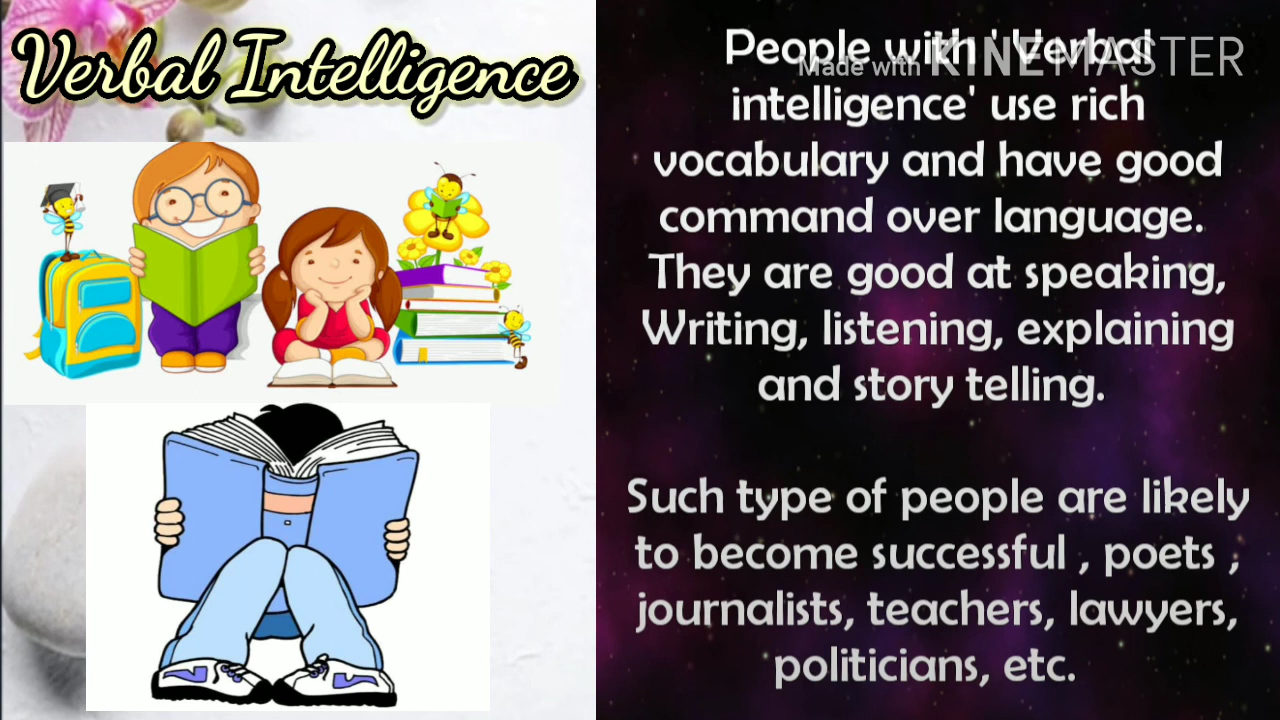 Verbal Intelligence
People with ' Verbal
Made with KINEMASTER
intelligence' use rich
vocabulary and have good
command over language.
They are good at speaking,
Writing, listening, explaining
and story telling.
Such type of people are likely
to become successful , poets ,
journalists, teachers, lawyers,
politicians, etc.